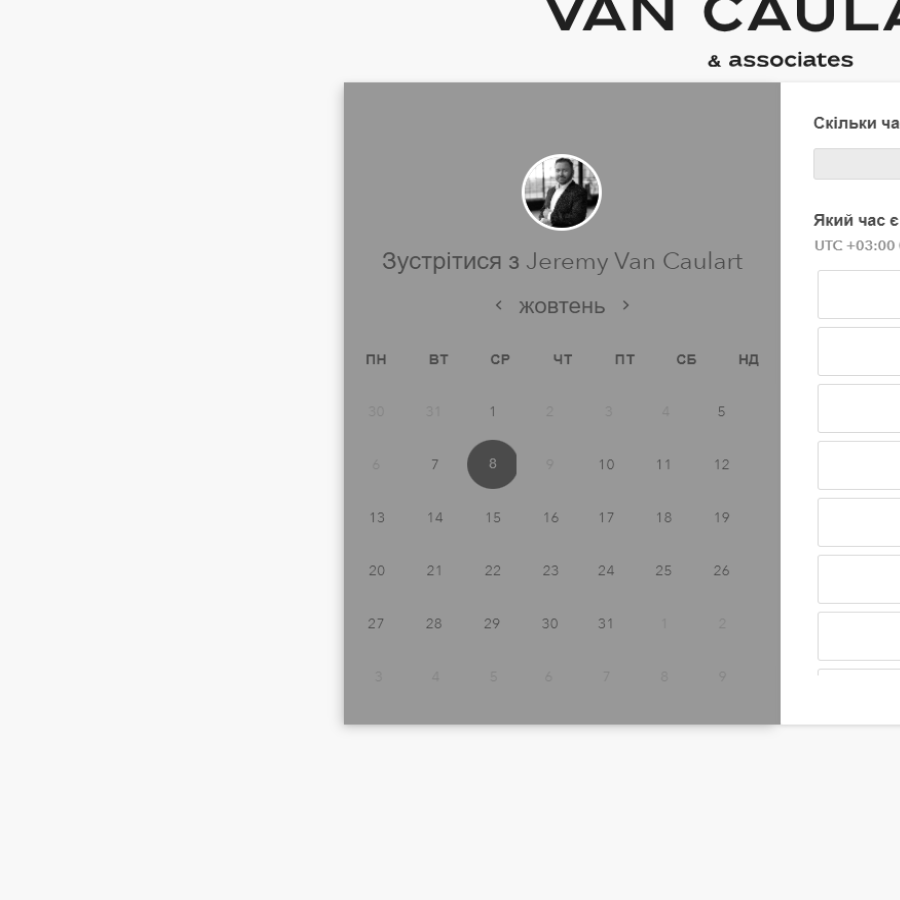 VAN CAULA
& associates
Зустрітися з Jeremy Van Caulart
жовтень
ПН ВТ СР ЧТ ПТ СБ НД
30 31 1 2 3 4 5
6 7 8 9 10 11 12
13 14 15 16 17 18 19
20 21 22 23 24 25 26
27 28 29 30 31 1 2
3 4 5 6 7 8 9
Скільки ча
Який час є
UTC +03:00